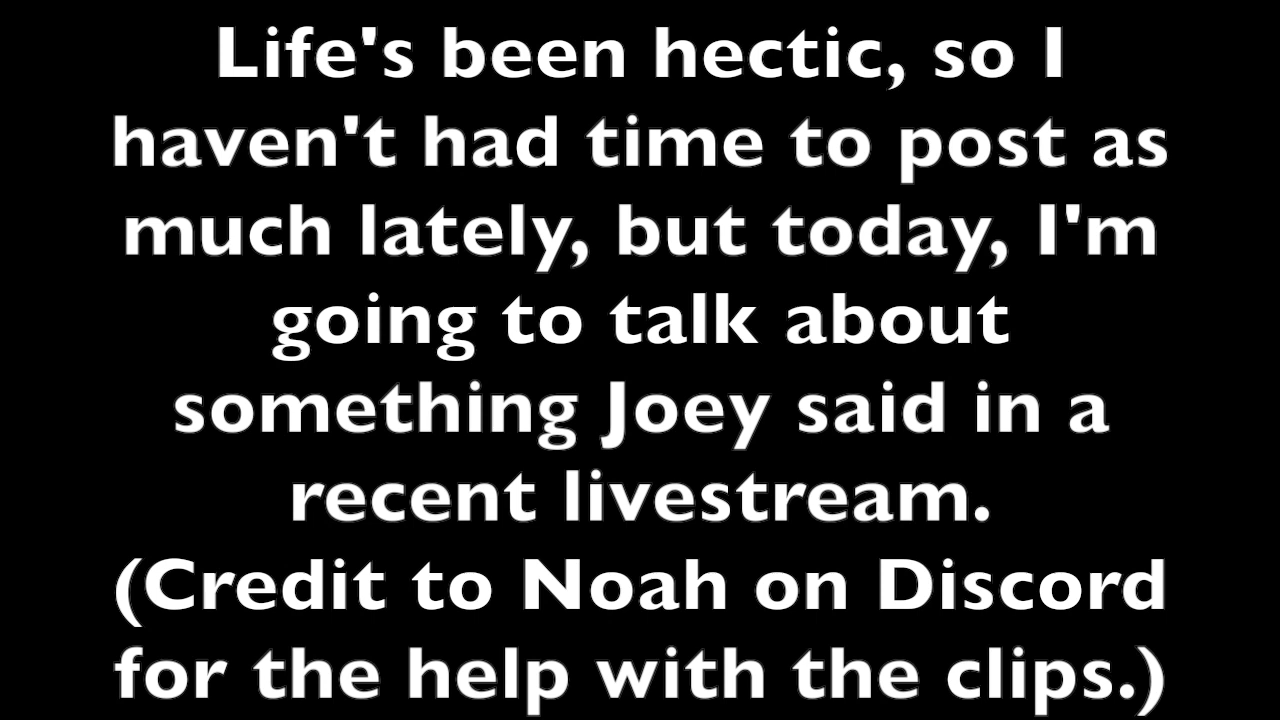 Life's been hectic, so I
haven't had time to post as
much lately, but today, I'm
going to talk about
something Joey said in a
recent livestream.
(Credit to Noah on Discord
for the help with the clips.)